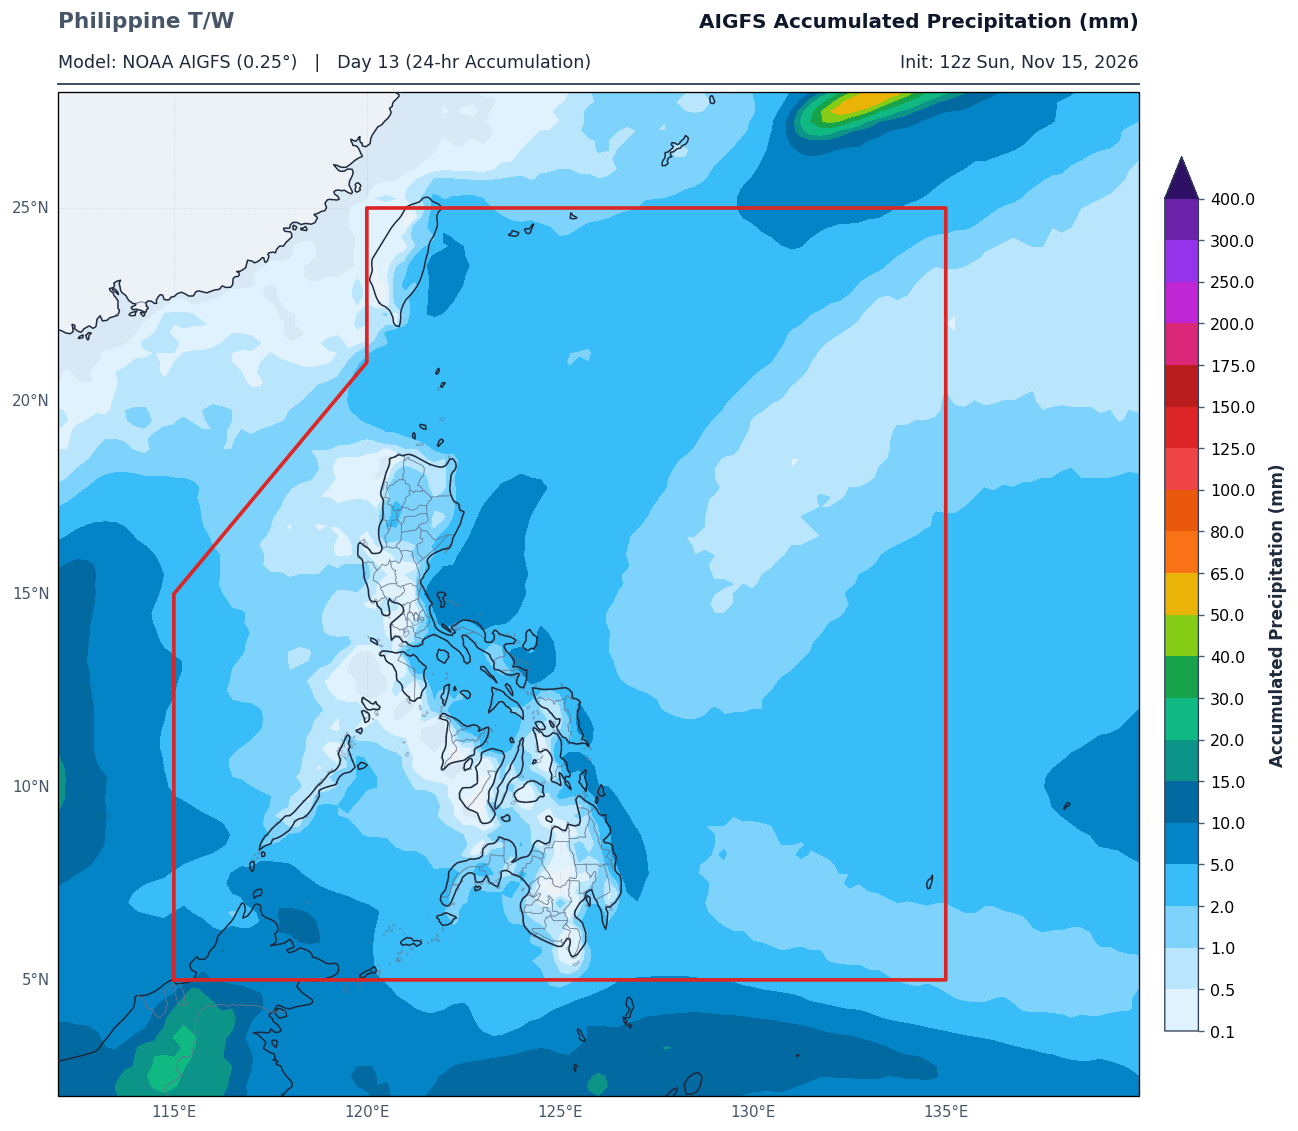 Philippine T/W
AIGFS Accumulated Precipitation (mm)
Model: NOAA AIGFS (0.25°) | Day 13 (24-hr Accumulation)
Init: 12z Sun, Nov 15, 2026
25°N
20°N
15°N
10°N
5°N
115°E
120°E
125°E
130°E
135°E
400.0
300.0
250.0
200.0
175.0
150.0
125.0
100.0
80.0
65.0
50.0
40.0
30.0
20.0
15.0
10.0
5.0
2.0
1.0
0.5
0.1
Accumulated Precipitation (mm)